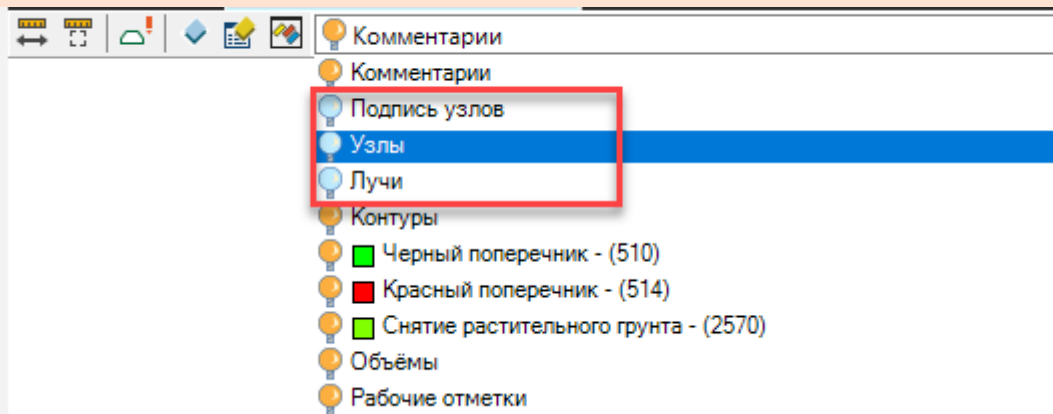 Комментарии
Комментарии
Подпись узлов
Узлы
Лучи
Контуры
Черный поперечник - (510)
Красный поперечник - (514)
Снятие растительного грунта - (2570)
Объёмы
Рабочие отметки